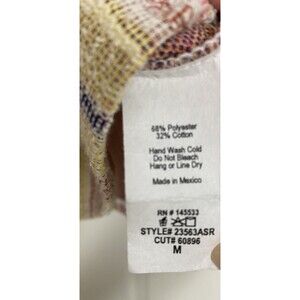 68% Polyester
32% Cotton
Hand Wash Cold
Do Not Bleach
Hang or Line Dry
Made in Mexico
RN # 145533
STYLE# 23563ASR
CUT# 60896
M